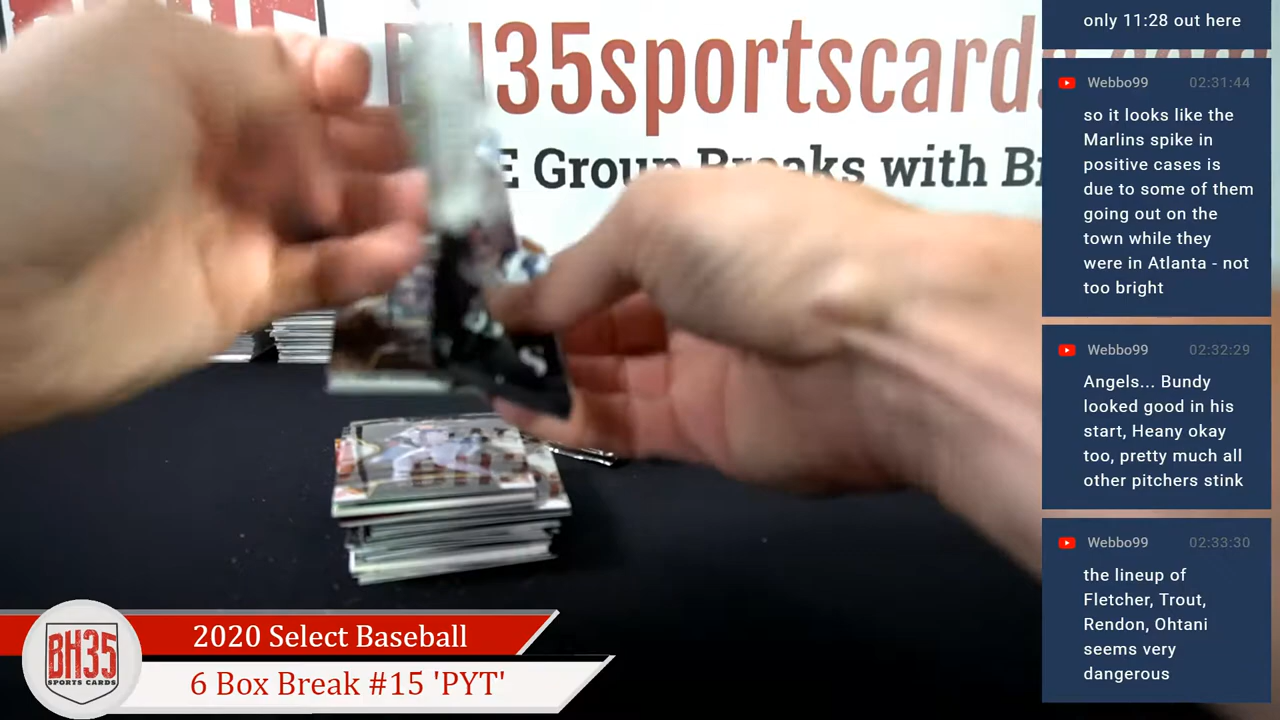 BH35sportscards.com
E Group Breaks with Br
only 11:28 out here
Webbo99 02:31:44
so it looks like the
Marlins spike in
positive cases is
due to some of them
going out on the
town while they
were in Atlanta - not
too bright
Webbo99 02:32:29
Angels... Bundy
looked good in his
start, Heany okay
too, pretty much all
other pitchers stink
Webbo99 02:33:30
the lineup of
Fletcher, Trout,
Rendon, Ohtani
seems very
dangerous
2020 Select Baseball
6 Box Break #15 'PYT'
BH35
SPORTS CARDS